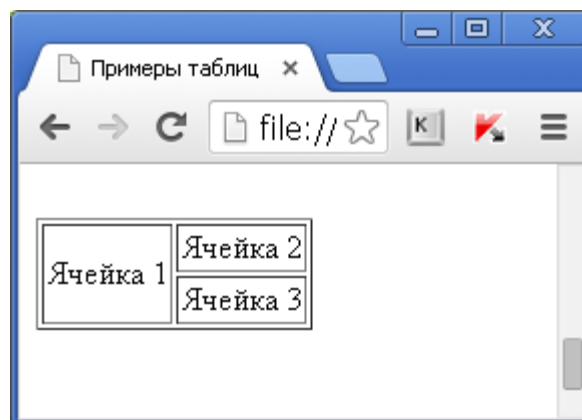 Примеры таблиц
file://
K
Ячейка 1
Ячейка 2
Ячейка 3